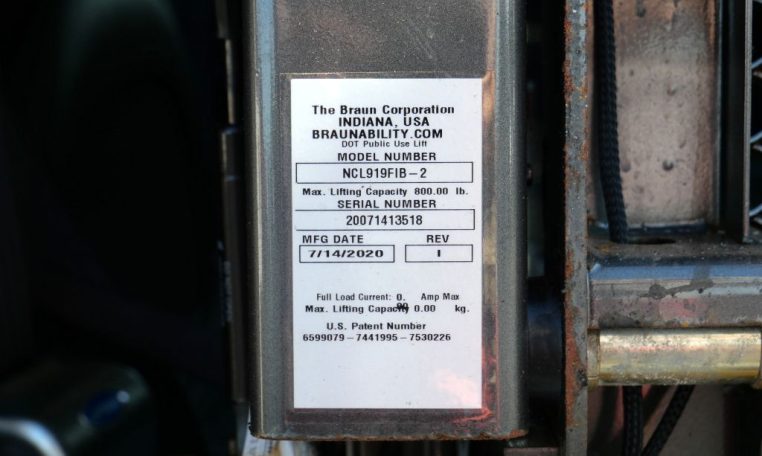 The Braun Corporation
INDIANA, USA
BRAUNABILITY.COM
DOT Public Use Lift
MODEL NUMBER
NCL919FIB-2
Max. Lifting Capacity 800.00 lb.
SERIAL NUMBER
20071413518
MFG DATE REV
7/14/2020 I
Full Load Current: 0. Amp Max
Max. Lifting Capacity 0.00 kg.
U.S. Patent Number
6599079-7441995-7530226